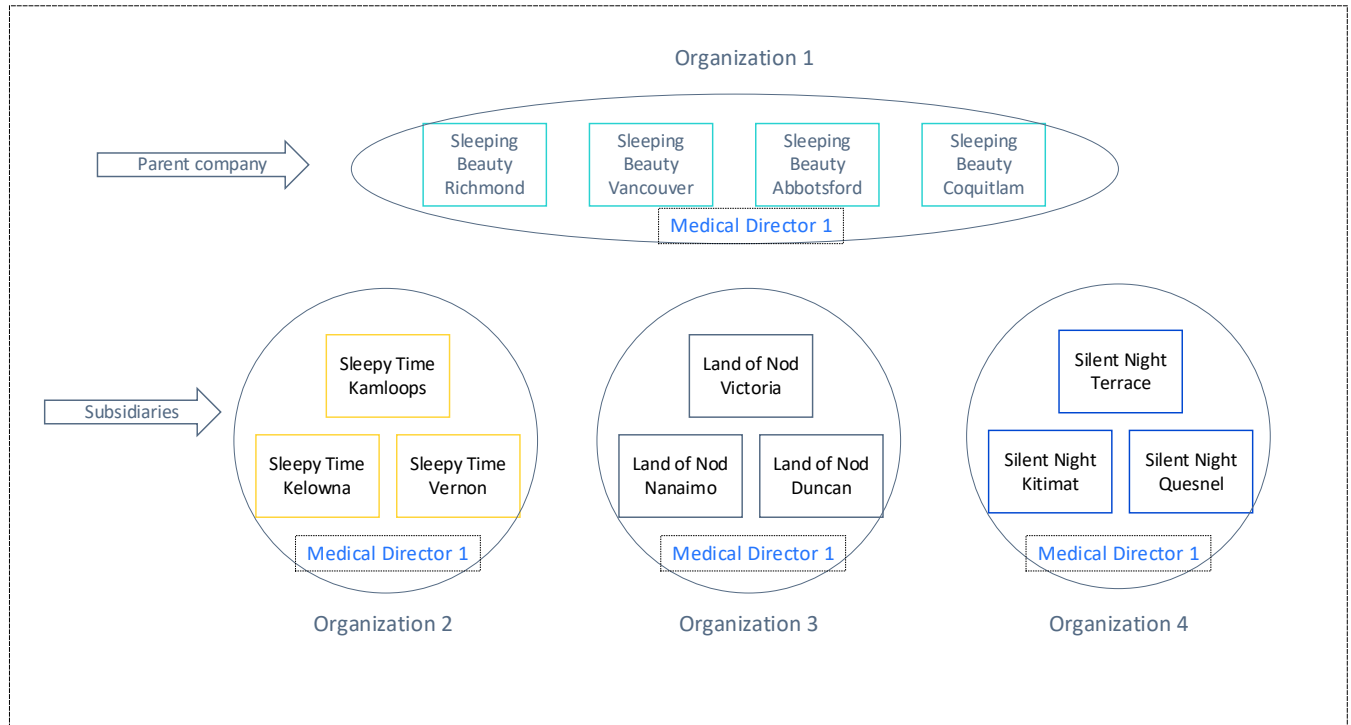 Organization 1
Parent company
Sleeping
Beauty
Richmond
Sleeping
Beauty
Vancouver
Sleeping
Beauty
Abbotsford
Sleeping
Beauty
Coquitlam
Medical Director 1
Subsidiaries
Sleepy Time
Kamloops
Sleepy Time
Kelowna
Sleepy Time
Vernon
Medical Director 1
Organization 2
Land of Nod
Victoria
Land of Nod
Nanaimo
Land of Nod
Duncan
Medical Director 1
Organization 3
Silent Night
Terrace
Silent Night
Kitimat
Silent Night
Quesnel
Medical Director 1
Organization 4